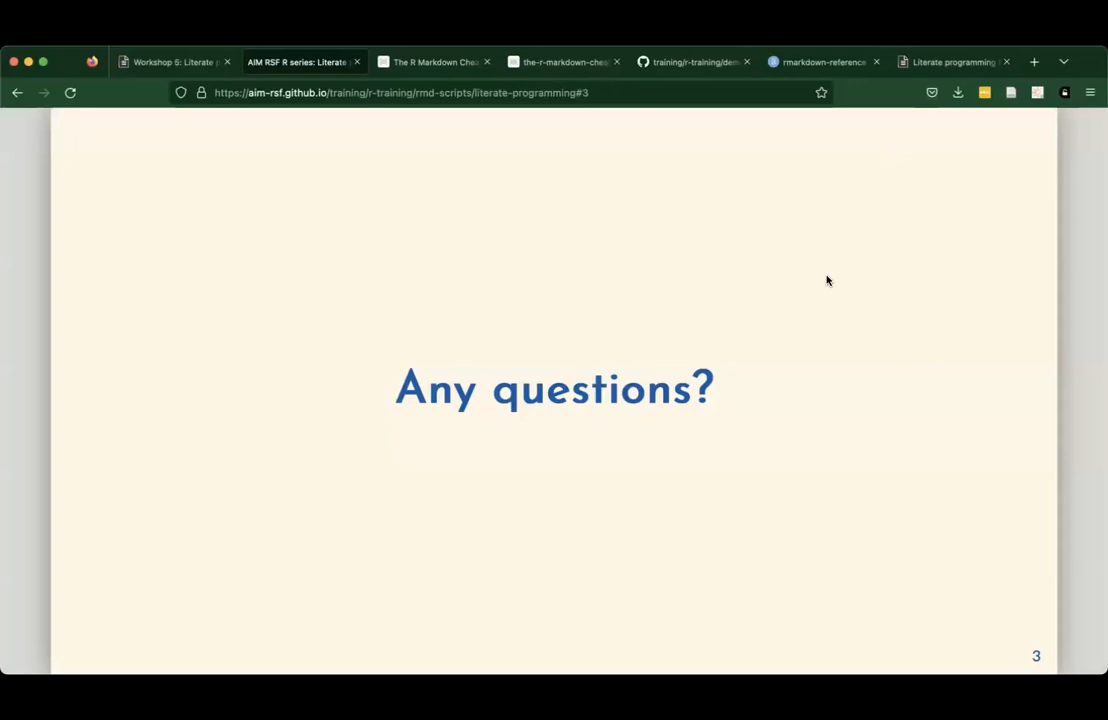 Workshop 5: Literate p
AIM RSF R series: Literate
The R Markdown Chea
the-r-markdown-cheat
training/r-training/dem
rmarkdown-reference
Literate programming
https://aim-rsf.github.io/training/r-training/rmd-scripts/literate-programming#3
Any questions?
3